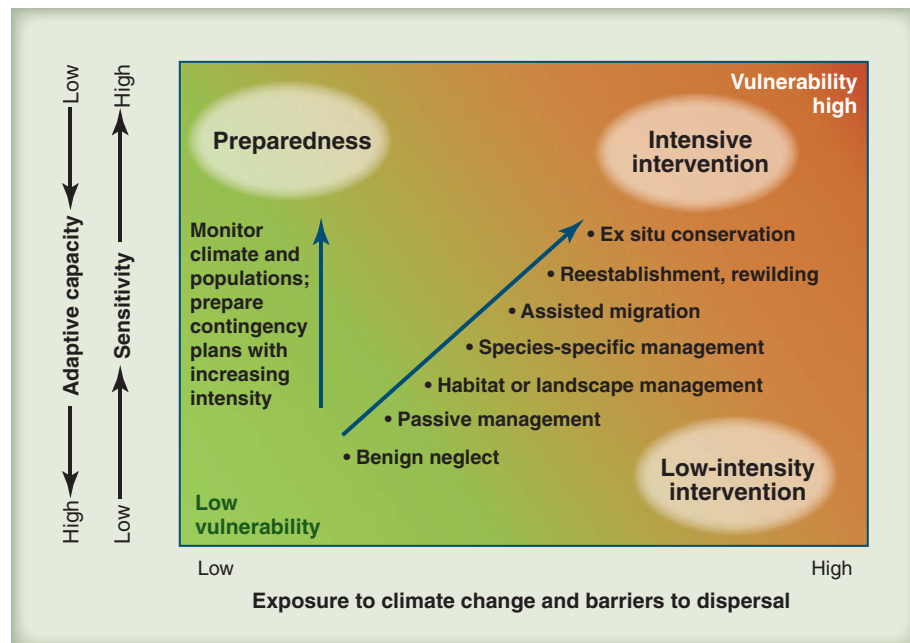 Low
Adaptive capacity
High
High
Sensitivity
Low
Vulnerability
high
Preparedness
Intensive
intervention
Monitor
climate and
populations;
prepare
contingency
plans with
increasing
intensity
• Ex situ conservation
• Reestablishment, rewilding
• Assisted migration
• Species-specific management
• Habitat or landscape management
• Passive management
• Benign neglect
Low-intensity
intervention
Low
vulnerability
Low
High
Exposure to climate change and barriers to dispersal